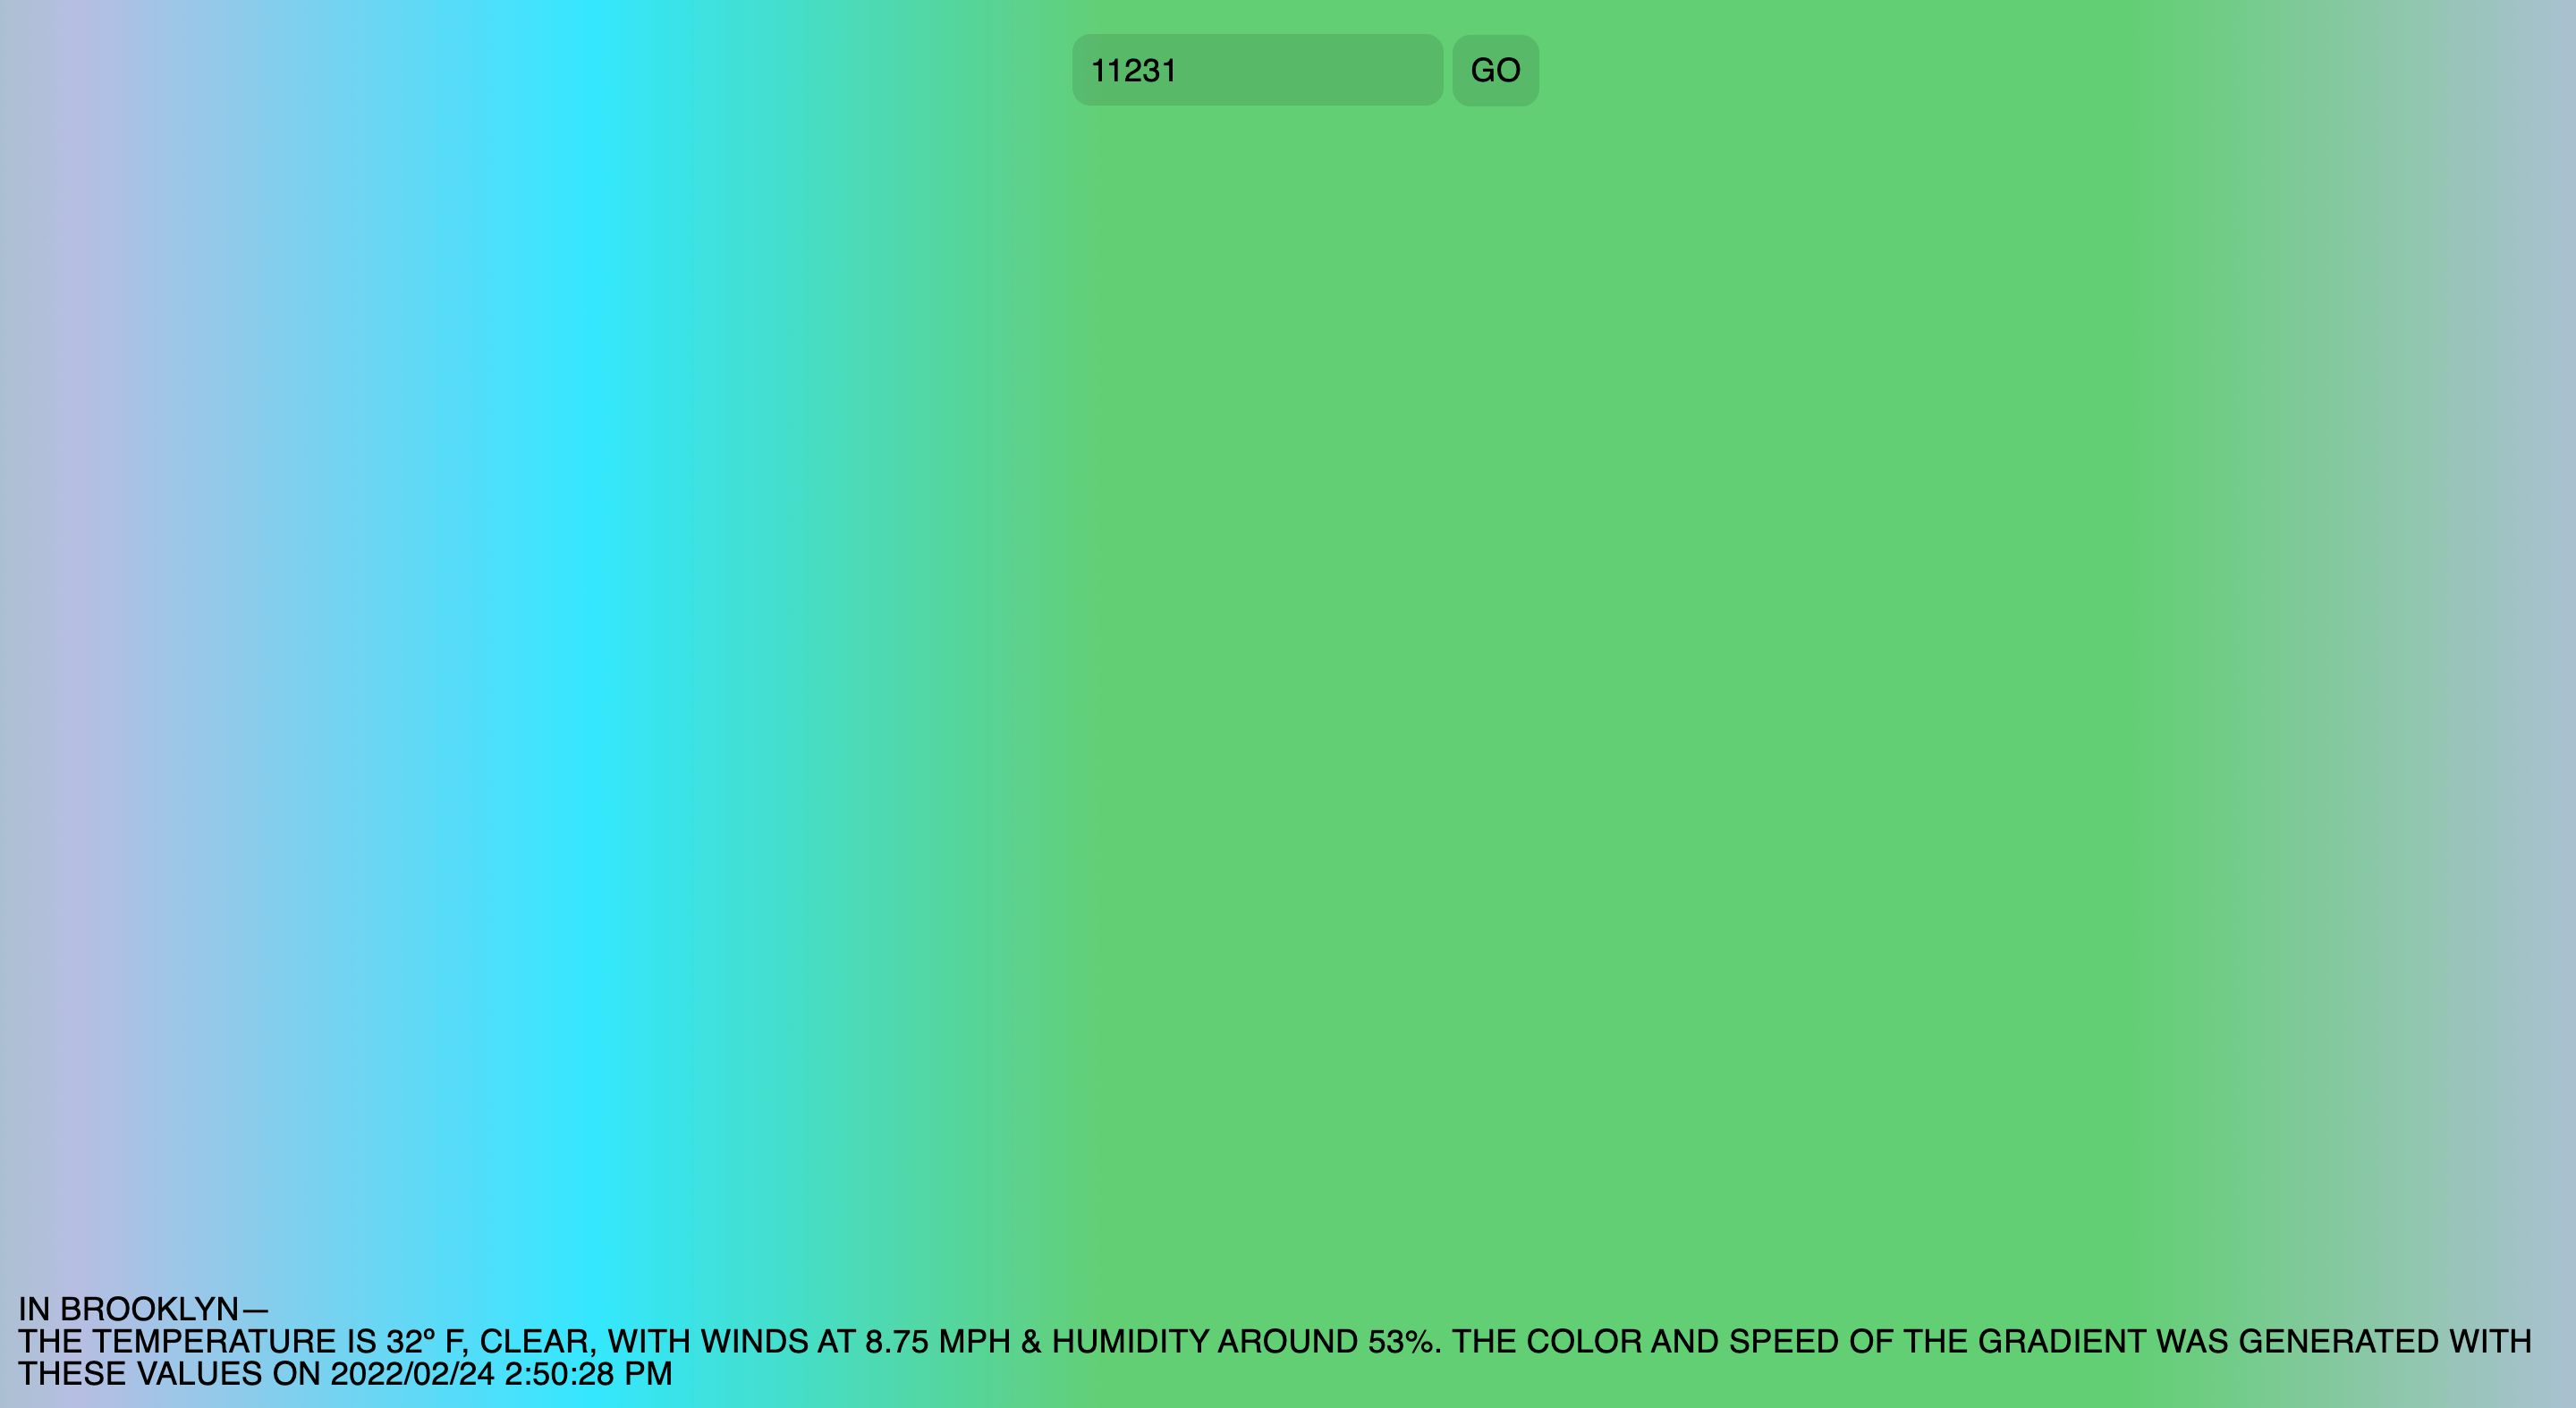 11231
GO
IN BROOKLYN—
THE TEMPERATURE IS 32º F, CLEAR, WITH WINDS AT 8.75 MPH & HUMIDITY AROUND 53%. THE COLOR AND SPEED OF THE GRADIENT WAS GENERATED WITH
THESE VALUES ON 2022/02/24 2:50:28 PM